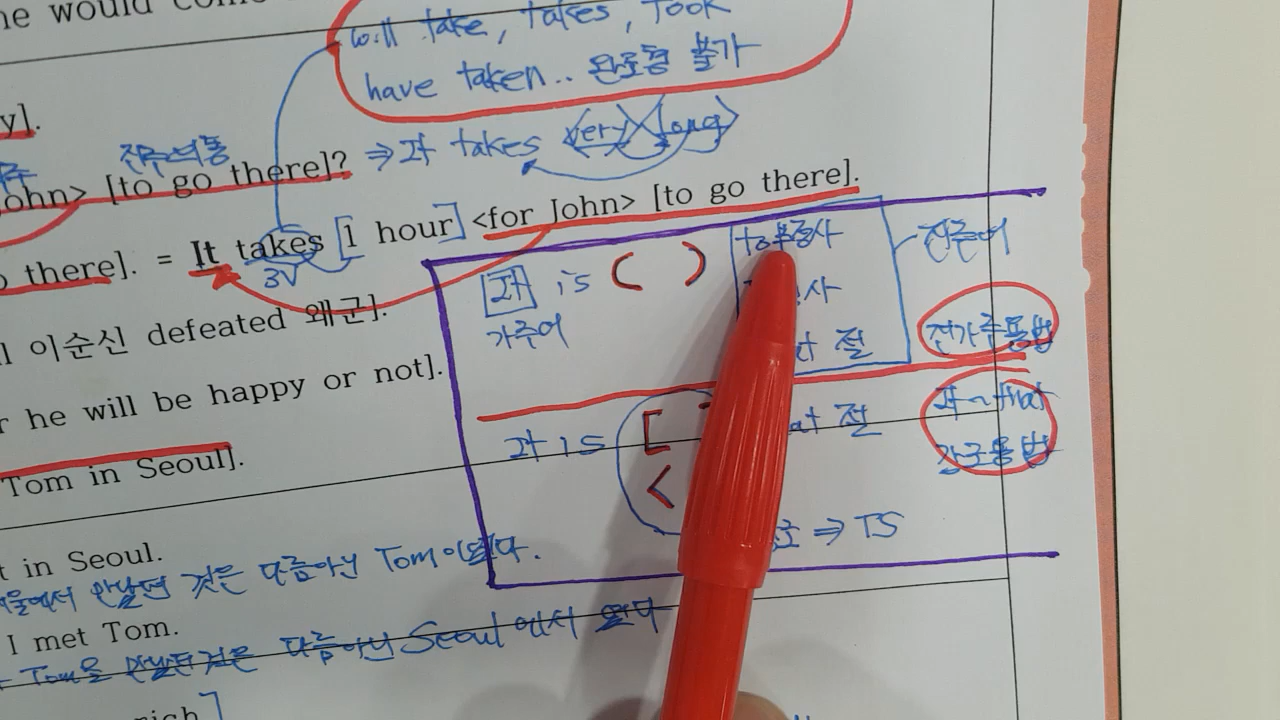 he would come
will take, takes, took
have taken.. 완료형 불가
y].
진주어동
⇒ It takes <very> <long>
ohn> [to go there]?
o there]. = It takes [1 hour] <for John> [to go there].
3V
to부정사
진주어
It is ( )
사
가주어
절
진가주용법
이순신 defeated 왜군].
r he will be happy or not].
It is [
절
It ~ that
강조용법
<
Tom in Seoul].
⇒ TS
t in Seoul.
서울에서 만났던 것은 다름아닌 Tom이었다.
I met Tom.
Tom을 만났던 것은 다름아닌 Seoul에서 였다
rich]